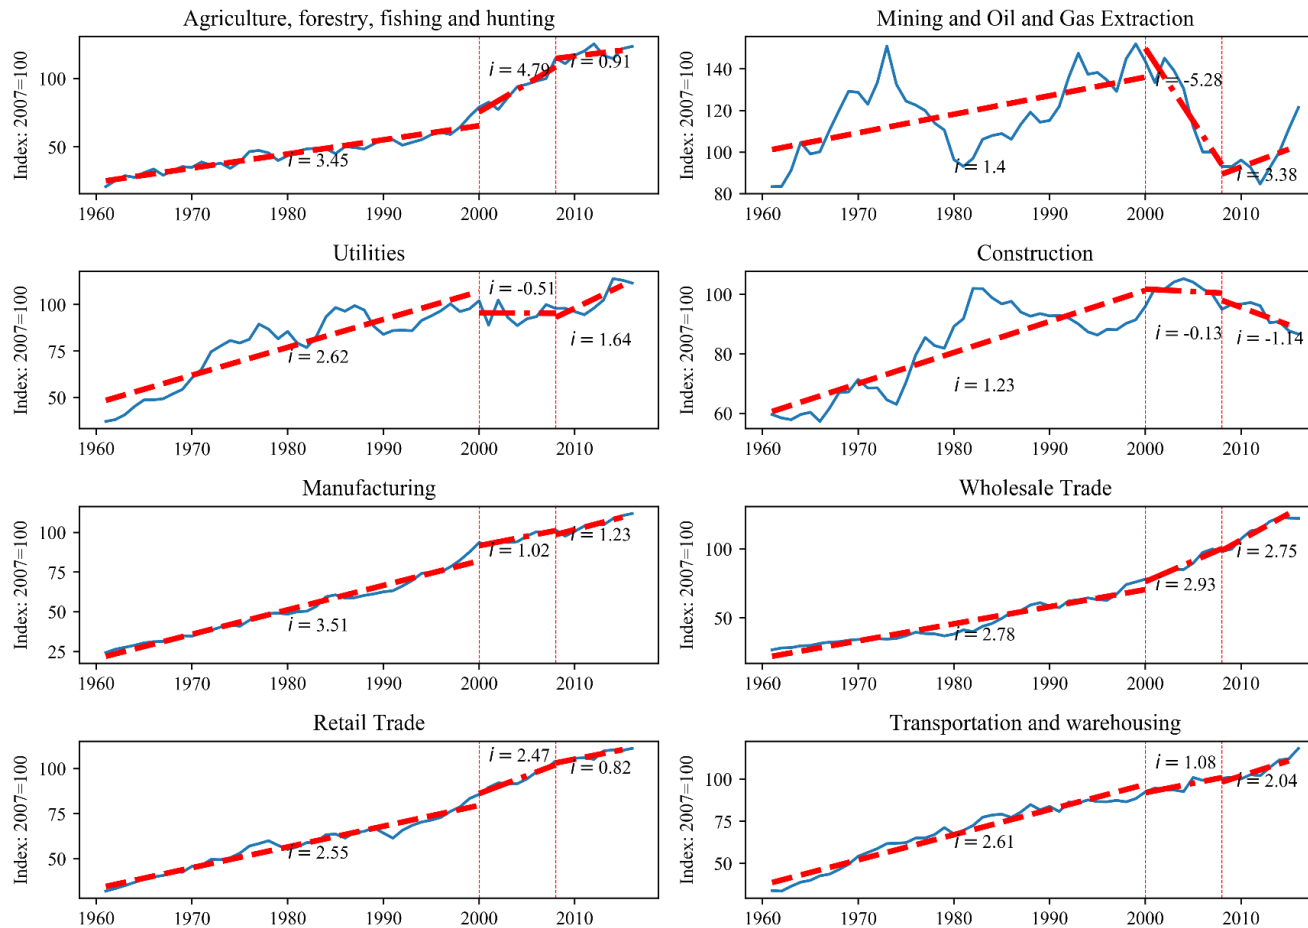 Agriculture, forestry, fishing and hunting
Index: 2007=100
100
50
i = 3.45
i = 4.79
i = 0.91
1960 1970 1980 1990 2000 2010
Mining and Oil and Gas Extraction
Index: 2007=100
140
120
100
80
i = 1.4
i = -5.28
i = 3.38
1960 1970 1980 1990 2000 2010
Utilities
Index: 2007=100
100
75
50
i = 2.62
i = -0.51
i = 1.64
1960 1970 1980 1990 2000 2010
Construction
Index: 2007=100
100
80
60
i = 1.23
i = -0.13
i = -1.14
1960 1970 1980 1990 2000 2010
Manufacturing
Index: 2007=100
100
75
50
25
i = 3.51
i = 1.02
i = 1.23
1960 1970 1980 1990 2000 2010
Wholesale Trade
Index: 2007=100
100
50
i = 2.78
i = 2.93
i = 2.75
1960 1970 1980 1990 2000 2010
Retail Trade
Index: 2007=100
100
75
50
i = 2.55
i = 2.47
i = 0.82
1960 1970 1980 1990 2000 2010
Transportation and warehousing
Index: 2007=100
100
75
50
i = 2.61
i = 1.08
i = 2.04
1960 1970 1980 1990 2000 2010